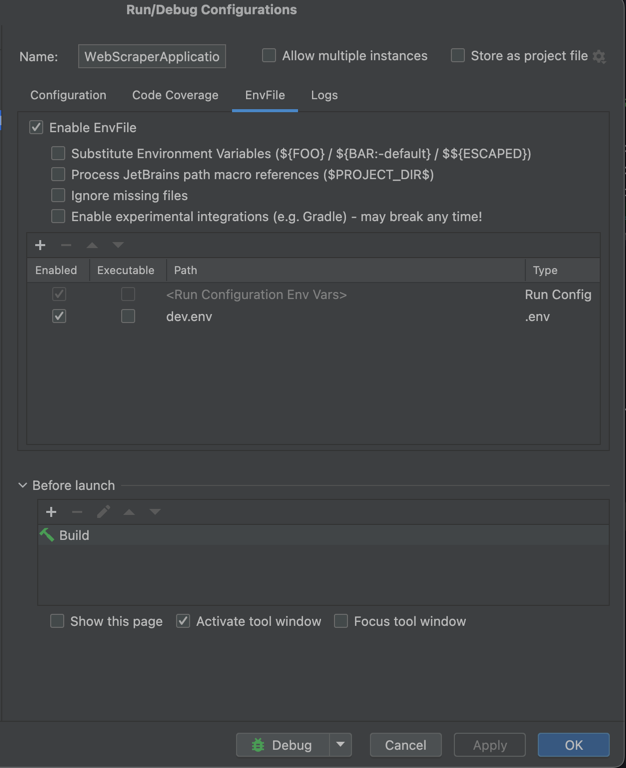 Run/Debug Configurations
Name: WebScraperApplicatio Allow multiple instances Store as project file
Configuration Code Coverage EnvFile Logs
Enable EnvFile
Substitute Environment Variables (${FOO} / ${BAR:-default} / $${ESCAPED})
Process JetBrains path macro references ($PROJECT_DIR$)
Ignore missing files
Enable experimental integrations (e.g. Gradle) - may break any time!
Enabled Executable Path Type
<Run Configuration Env Vars> Run Config
dev.env .env
Before launch
Build
Show this page Activate tool window Focus tool window
Debug Cancel Apply OK